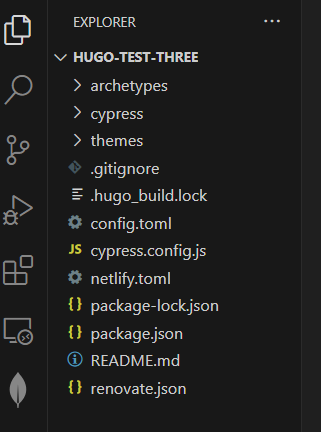 EXPLORER
HUGO-TEST-THREE
archetypes
cypress
themes
.gitignore
.hugo_build.lock
config.toml
JS cypress.config.js
netlify.toml
{ } package-lock.json
{ } package.json
README.md
{ } renovate.json